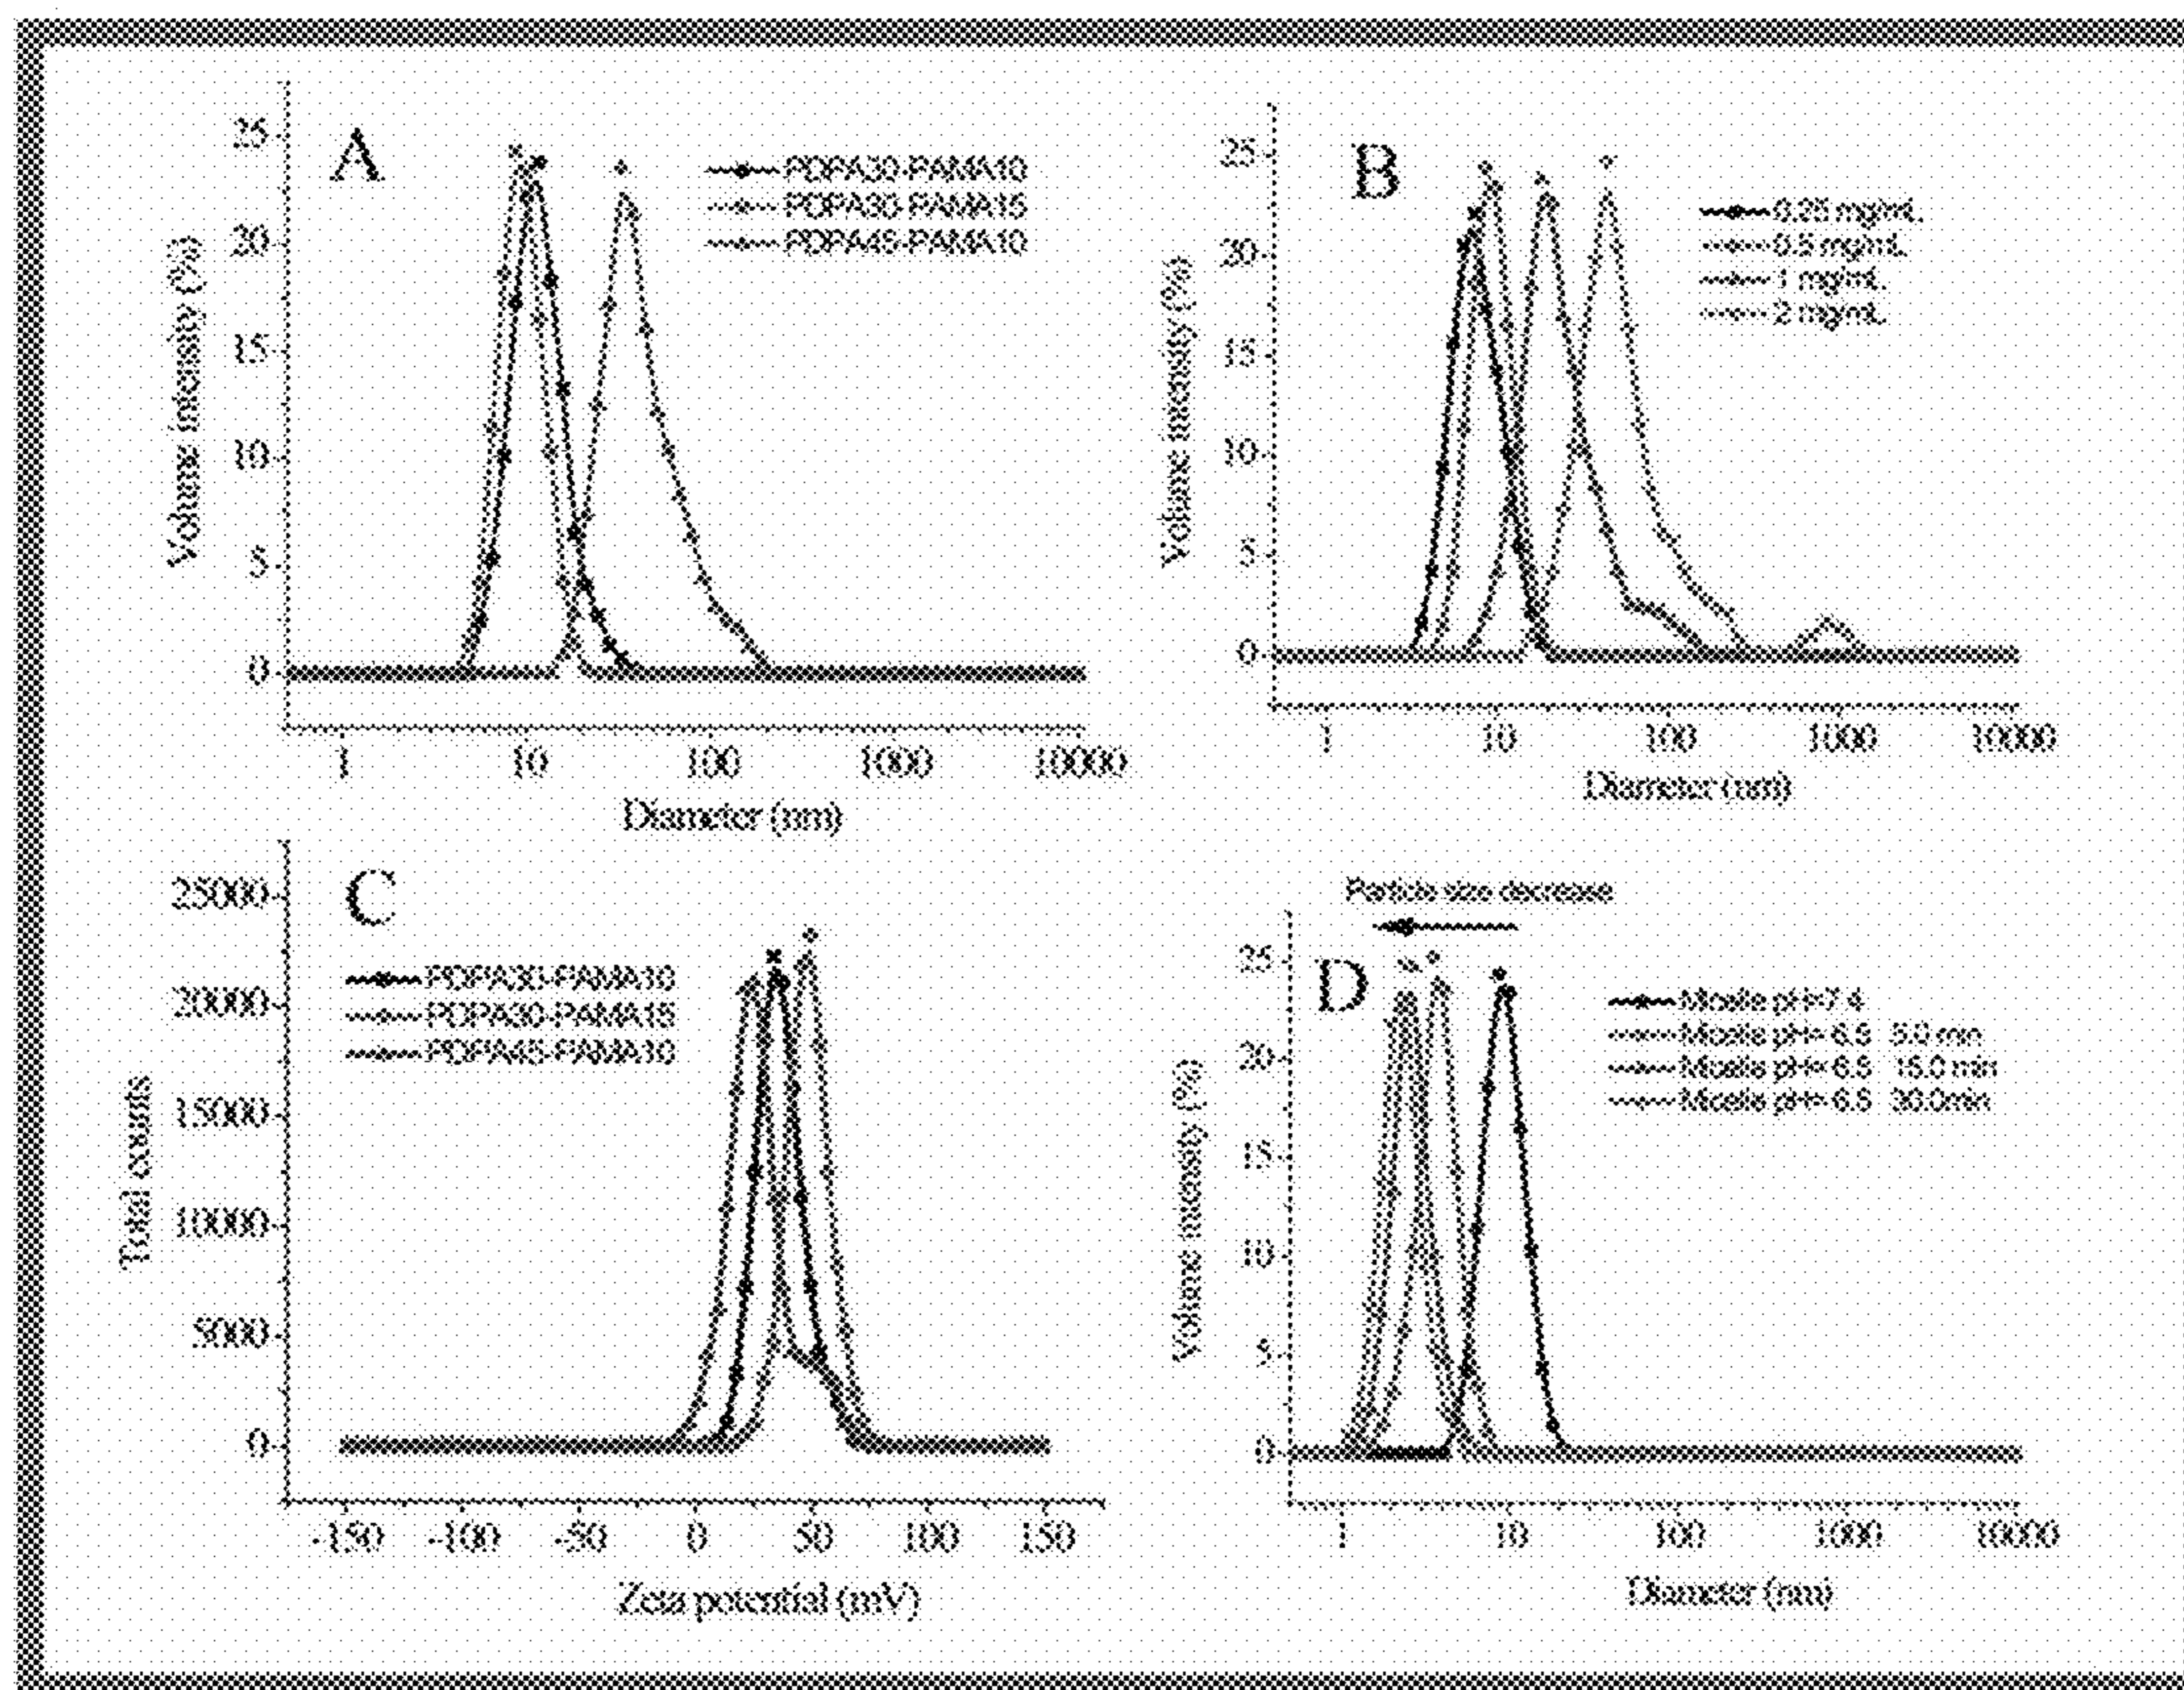 A
25
20
15
10
5
0
Volume intensity (%)
PDPA30-PAMA10
PDPA30-PAMA15
PDPA45-PAMA10
1 10 100 1000 10000
Diameter (nm)
B
25
20
15
10
5
0
Volume intensity (%)
0.25 mg/mL
0.5 mg/mL
1 mg/mL
2 mg/mL
1 10 100 1000 10000
Diameter (nm)
C
25000
20000
15000
10000
5000
0
Total counts
PDPA30-PAMA10
PDPA30-PAMA15
PDPA45-PAMA10
-150 -100 -50 0 50 100 150
Zeta potential (mV)
Particle size decrease
D
25
20
15
10
5
0
Volume intensity (%)
Micelle pH=7.4
Micelle pH= 6.8 5.0 min
Micelle pH= 6.8 15.0 min
Micelle pH= 6.8 30.0min
1 10 100 1000 10000
Diameter (nm)